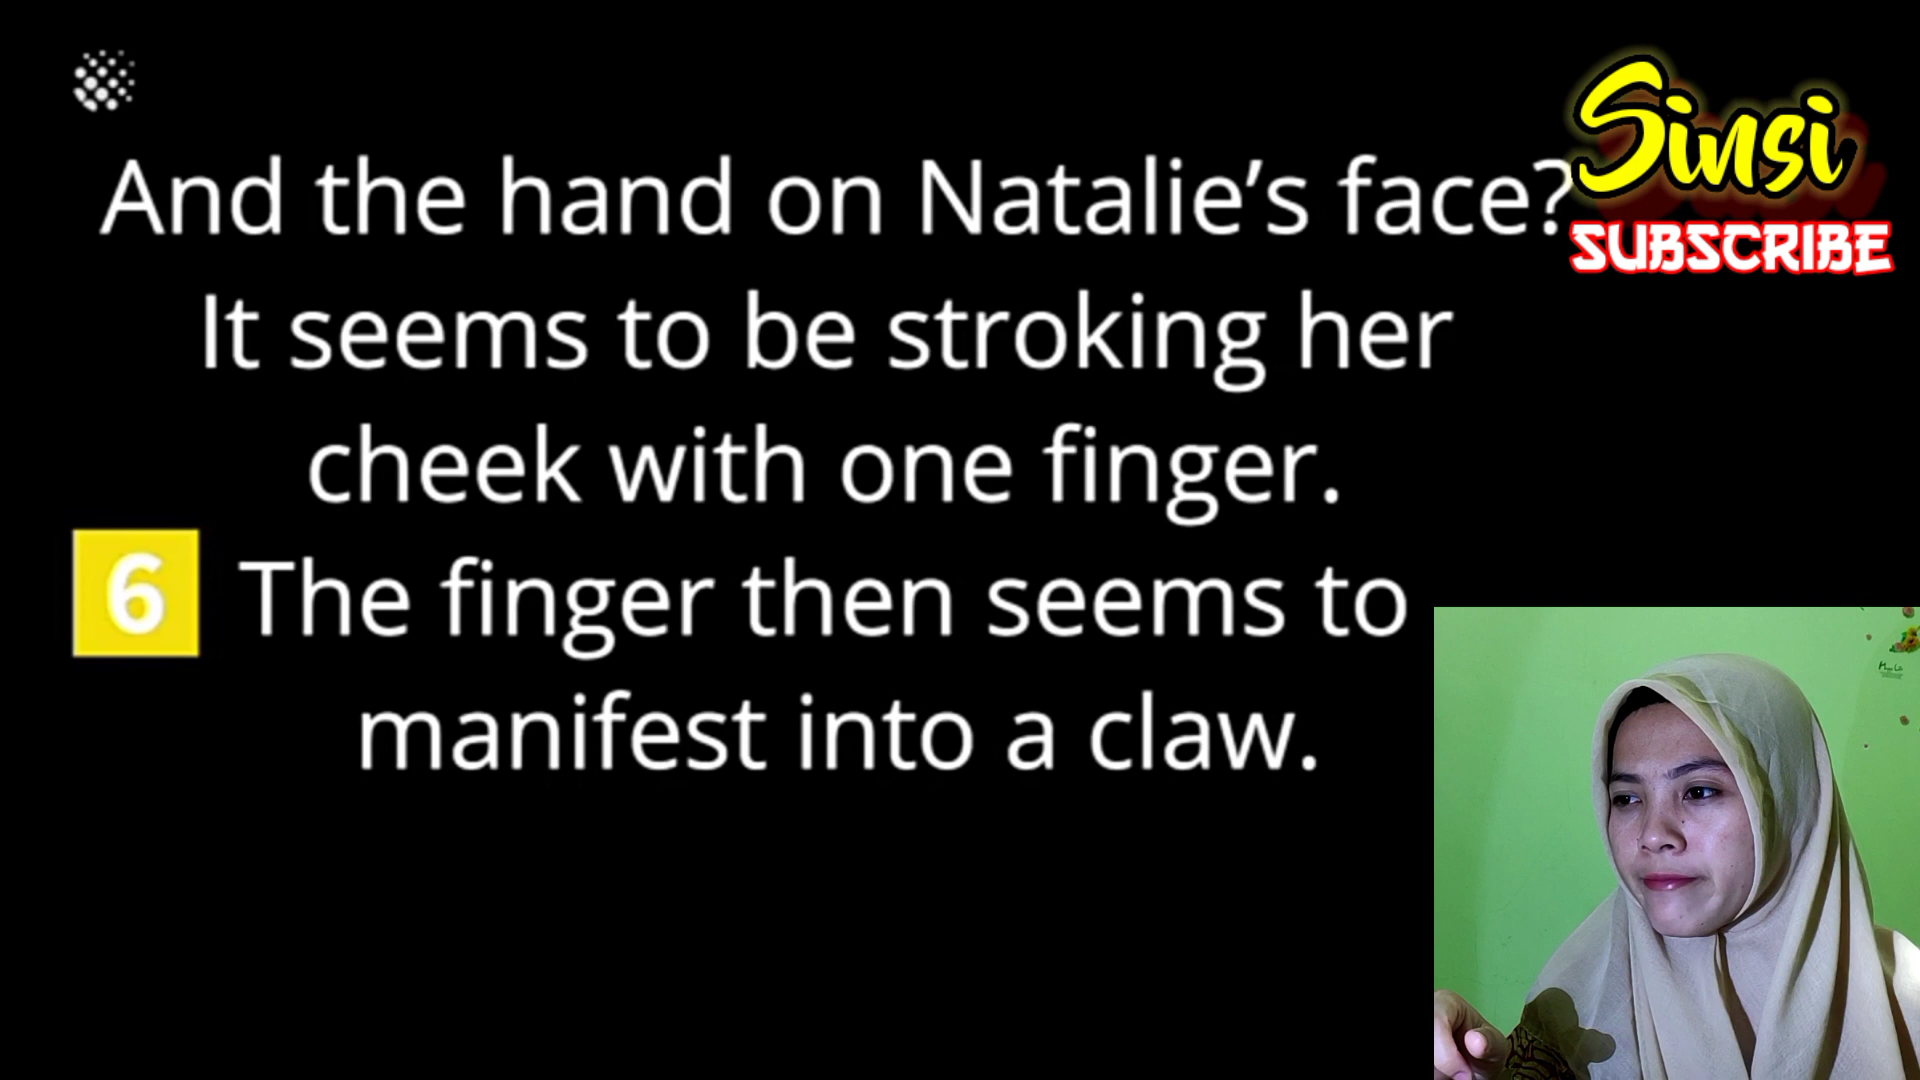 And the hand on Natalie’s face?
It seems to be stroking her
cheek with one finger.
6 The finger then seems to
manifest into a claw.
Sinsi
SUBSCRIBE